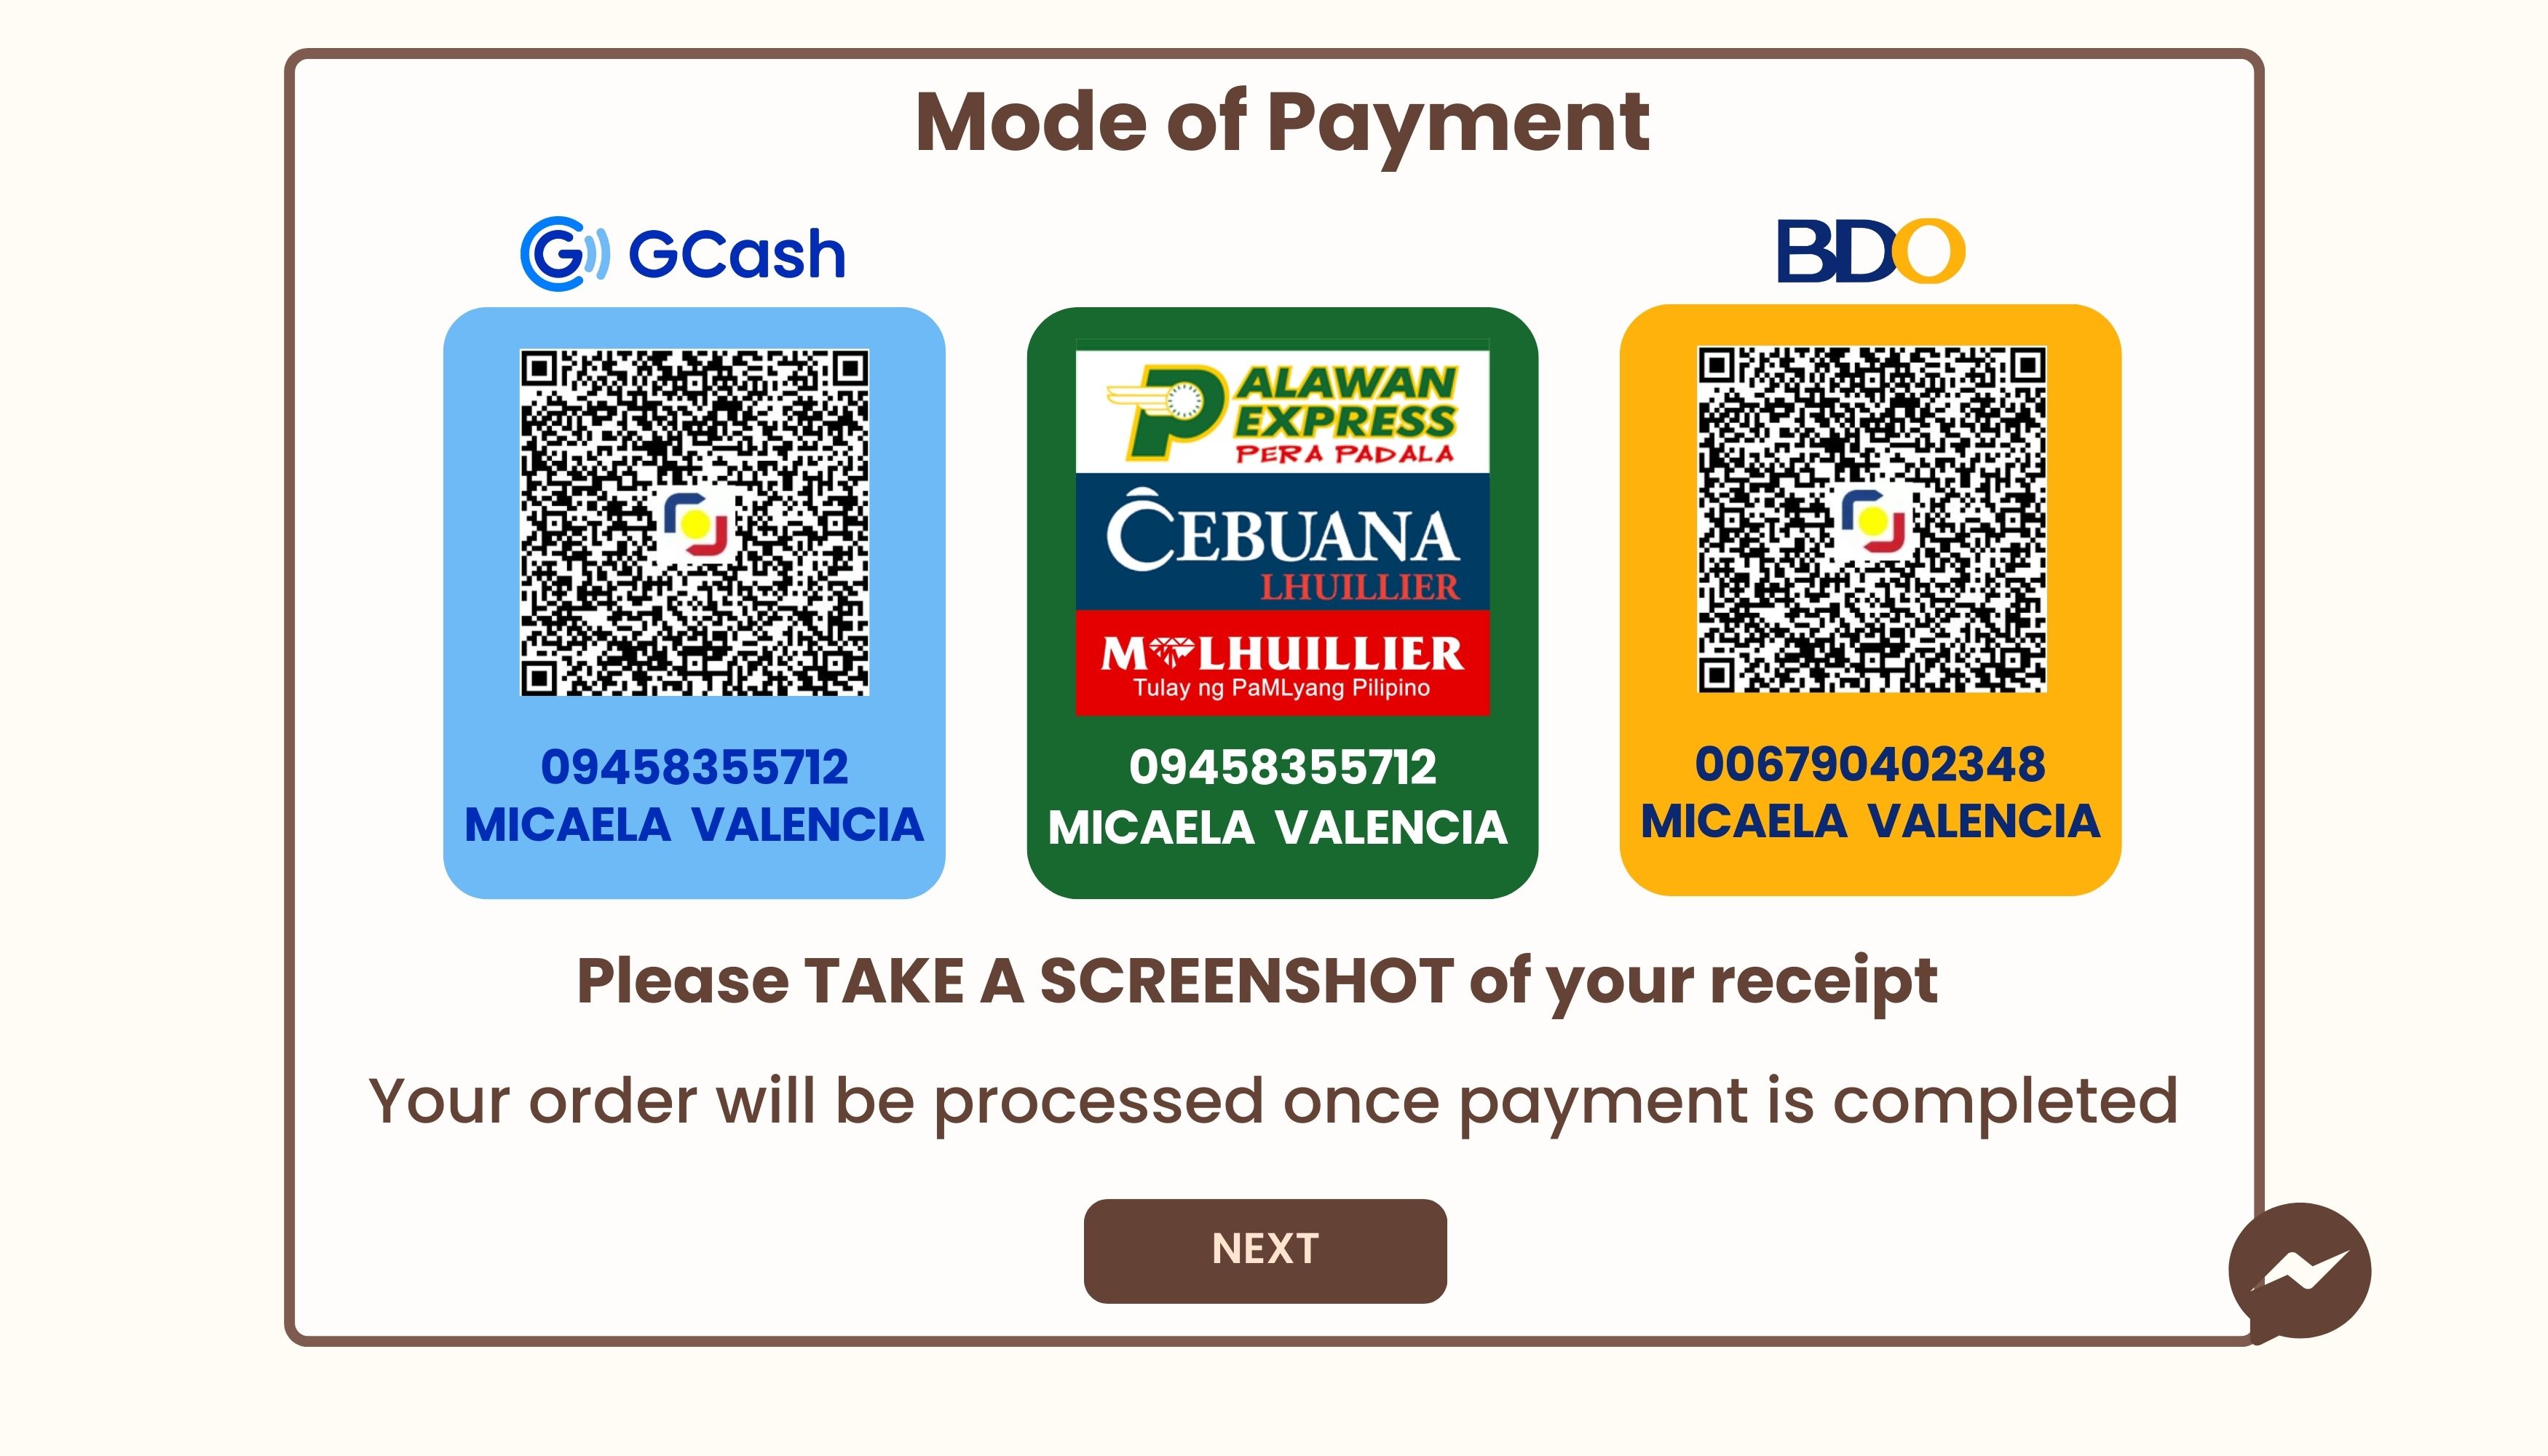 Mode of Payment
GCash
BDO
PALAWAN
EXPRESS
PERA PADALA
CEBUANA
LHUILLIER
M LHUILLIER
Tulay ng PaMLyang Pilipino
09458355712
MICAELA VALENCIA
09458355712
MICAELA VALENCIA
006790402348
MICAELA VALENCIA
Please TAKE A SCREENSHOT of your receipt
Your order will be processed once payment is completed
NEXT